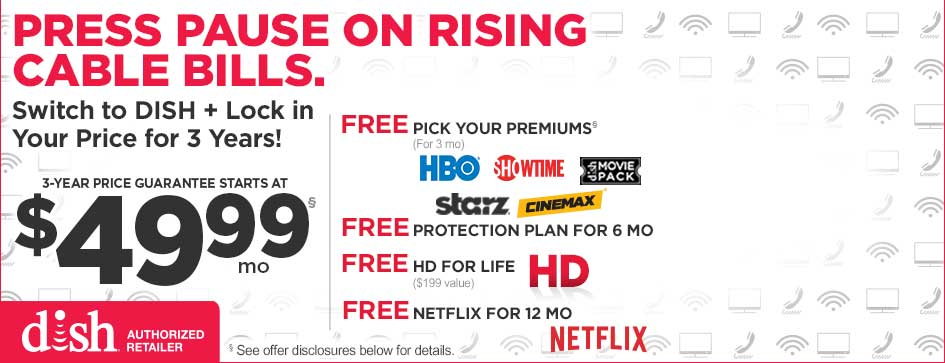 PRESS PAUSE ON RISING
CABLE BILLS.
Switch to DISH + Lock in
Your Price for 3 Years!
3-YEAR PRICE GUARANTEE STARTS AT
$49.99§
mo
FREE PICK YOUR PREMIUMS§
(For 3 mo)
HBO® SHOWTIME MOVIE PACK
starz CINEMAX
FREE PROTECTION PLAN FOR 6 MO
FREE HD FOR LIFE HD
($199 value)
FREE NETFLIX FOR 12 MO
NETFLIX
dish AUTHORIZED
RETAILER
§ See offer disclosures below for details.